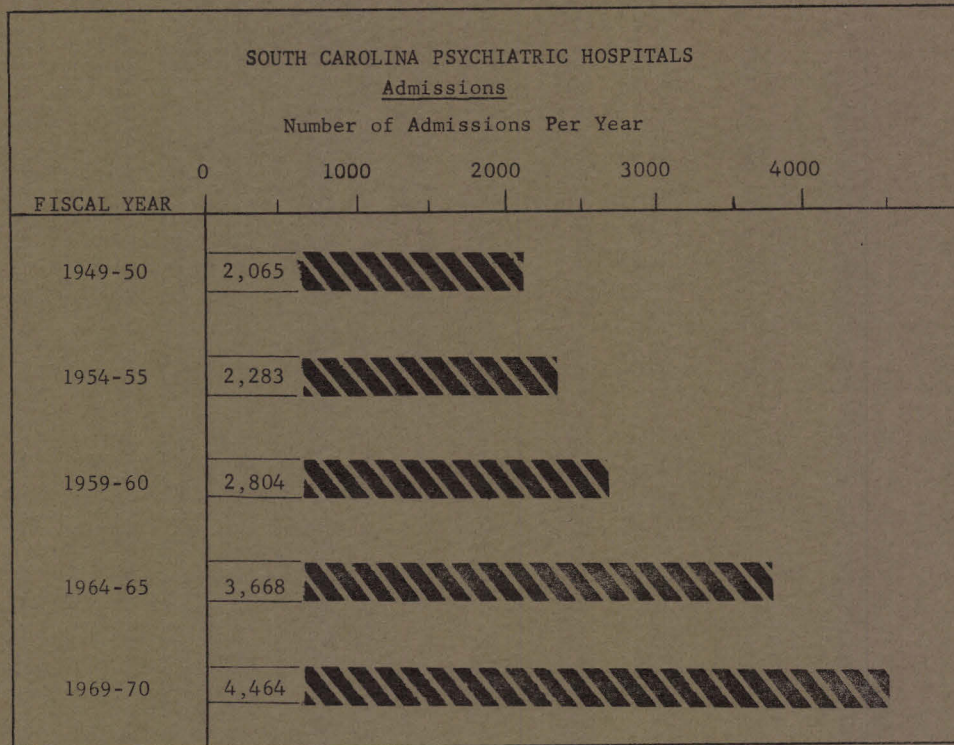 SOUTH CAROLINA PSYCHIATRIC HOSPITALS
Admissions
Number of Admissions Per Year
0 1000 2000 3000 4000
FISCAL YEAR
1949-50 2,065
1954-55 2,283
1959-60 2,804
1964-65 3,668
1969-70 4,464